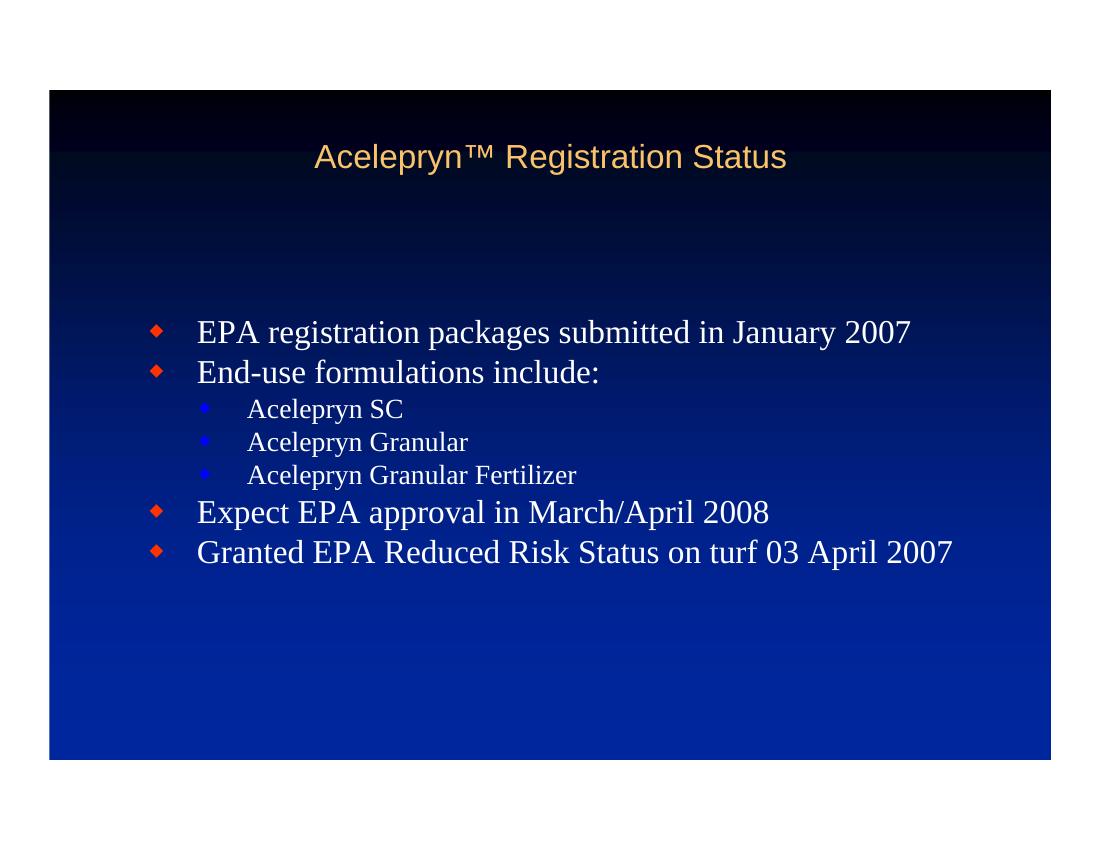 Acelepryn™ Registration Status
EPA registration packages submitted in January 2007
End-use formulations include:
Acelepryn SC
Acelepryn Granular
Acelepryn Granular Fertilizer
Expect EPA approval in March/April 2008
Granted EPA Reduced Risk Status on turf 03 April 2007